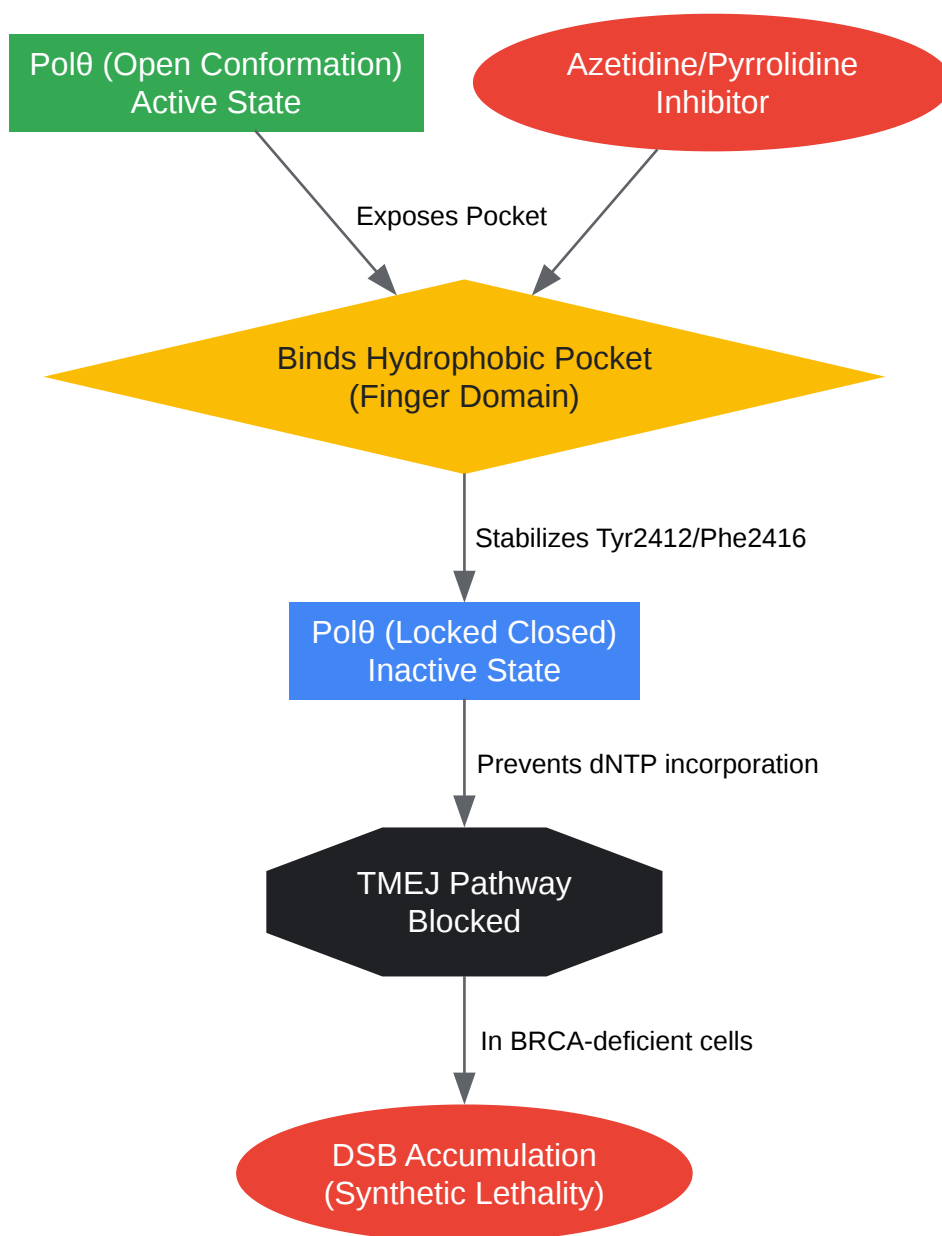 Polθ (Open Conformation)
Active State
Azetidine/Pyrrolidine
Inhibitor
Exposes Pocket
Binds Hydrophobic Pocket
(Finger Domain)
Stabilizes Tyr2412/Phe2416
Polθ (Locked Closed)
Inactive State
Prevents dNTP incorporation
TMEJ Pathway
Blocked
In BRCA-deficient cells
DSB Accumulation
(Synthetic Lethality)